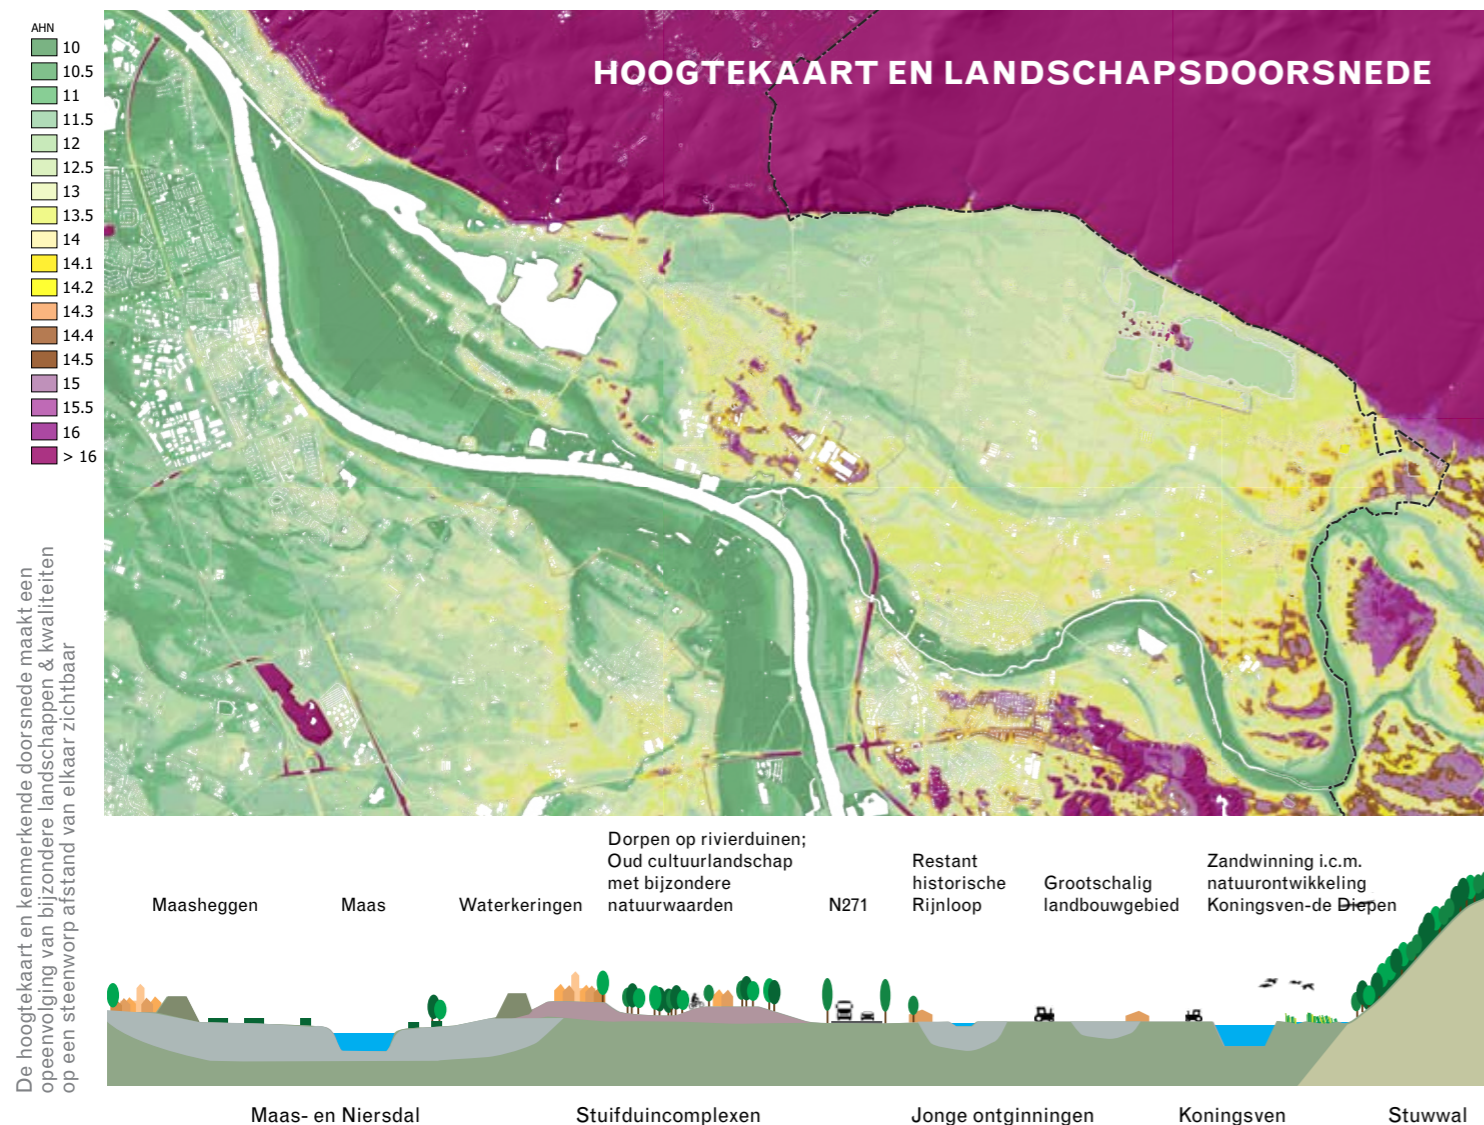 HOOGTEKAART EN LANDSCHAPSDOORSNEDE
AHN
10
10.5
11
11.5
12
12.5
13
13.5
14
14.1
14.2
14.3
14.4
14.5
15
15.5
16
> 16
De hoogtekaart en kenmerkende doorsnede maakt een
opeenvolging van bijzondere landschappen & kwaliteiten
op een steenworp afstand van elkaar zichtbaar
Maasheggen
Maas
Waterkeringen
Dorpen op rivierduinen;
Oud cultuurlandschap
met bijzondere
natuurwaarden
N271
Restant
historische
Rijnloop
Grootschalig
landbouwgebied
Zandwinning i.c.m.
natuurontwikkeling
Koningsven-de Diepen
Maas- en Niersdal
Stuifduincomplexen
Jonge ontginningen
Koningsven
Stuwwal